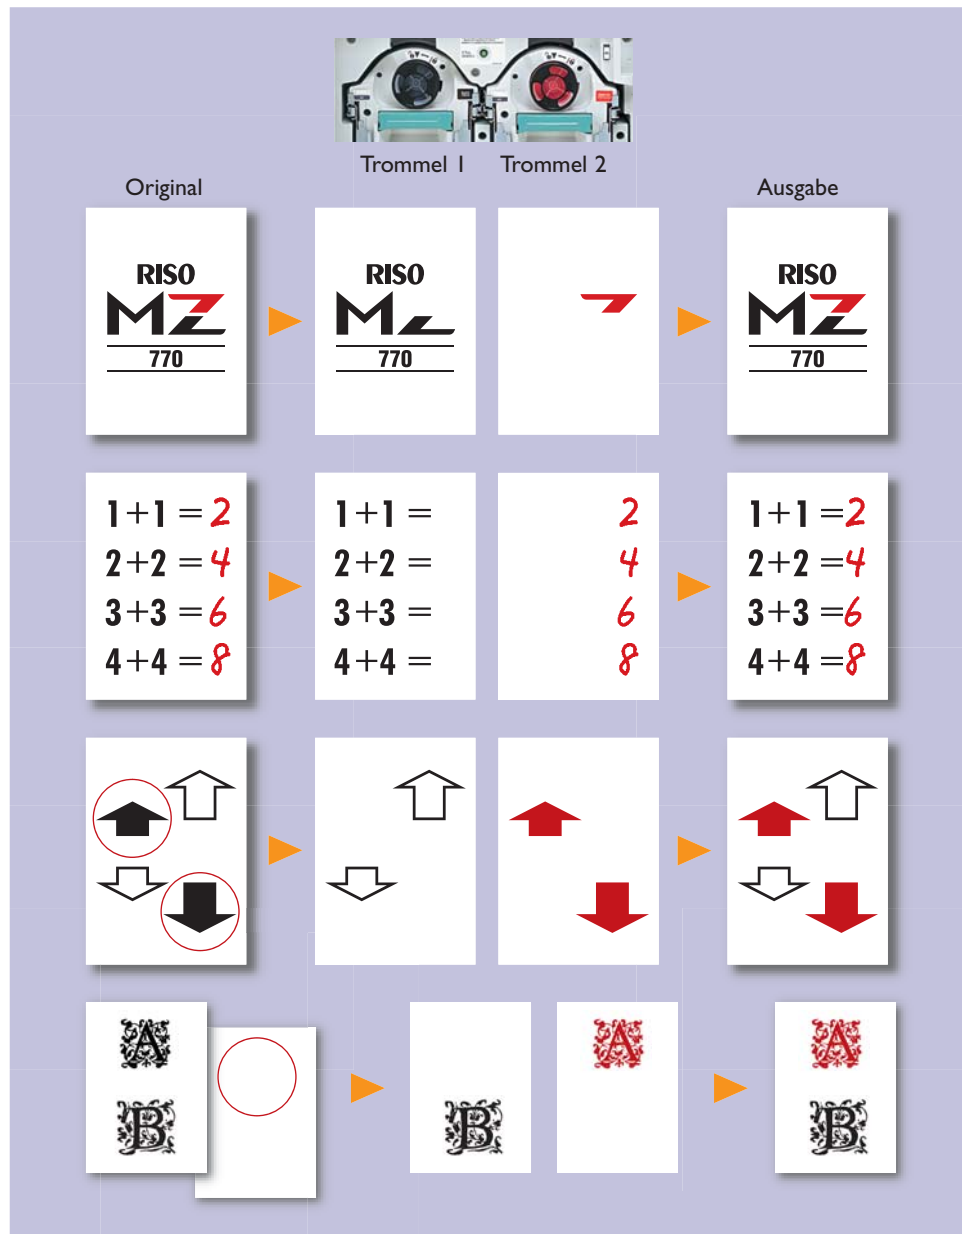 Trommel 1 Trommel 2
Original Ausgabe
RISO RISO RISO
MZ M MZ
770 770 770
1+1 = 2 1+1 = 2 1+1 = 2
2+2 = 4 2+2 = 4 2+2 = 4
3+3 = 6 3+3 = 6 3+3 = 6
4+4 = 8 4+4 = 8 4+4 = 8
A A A
B B B